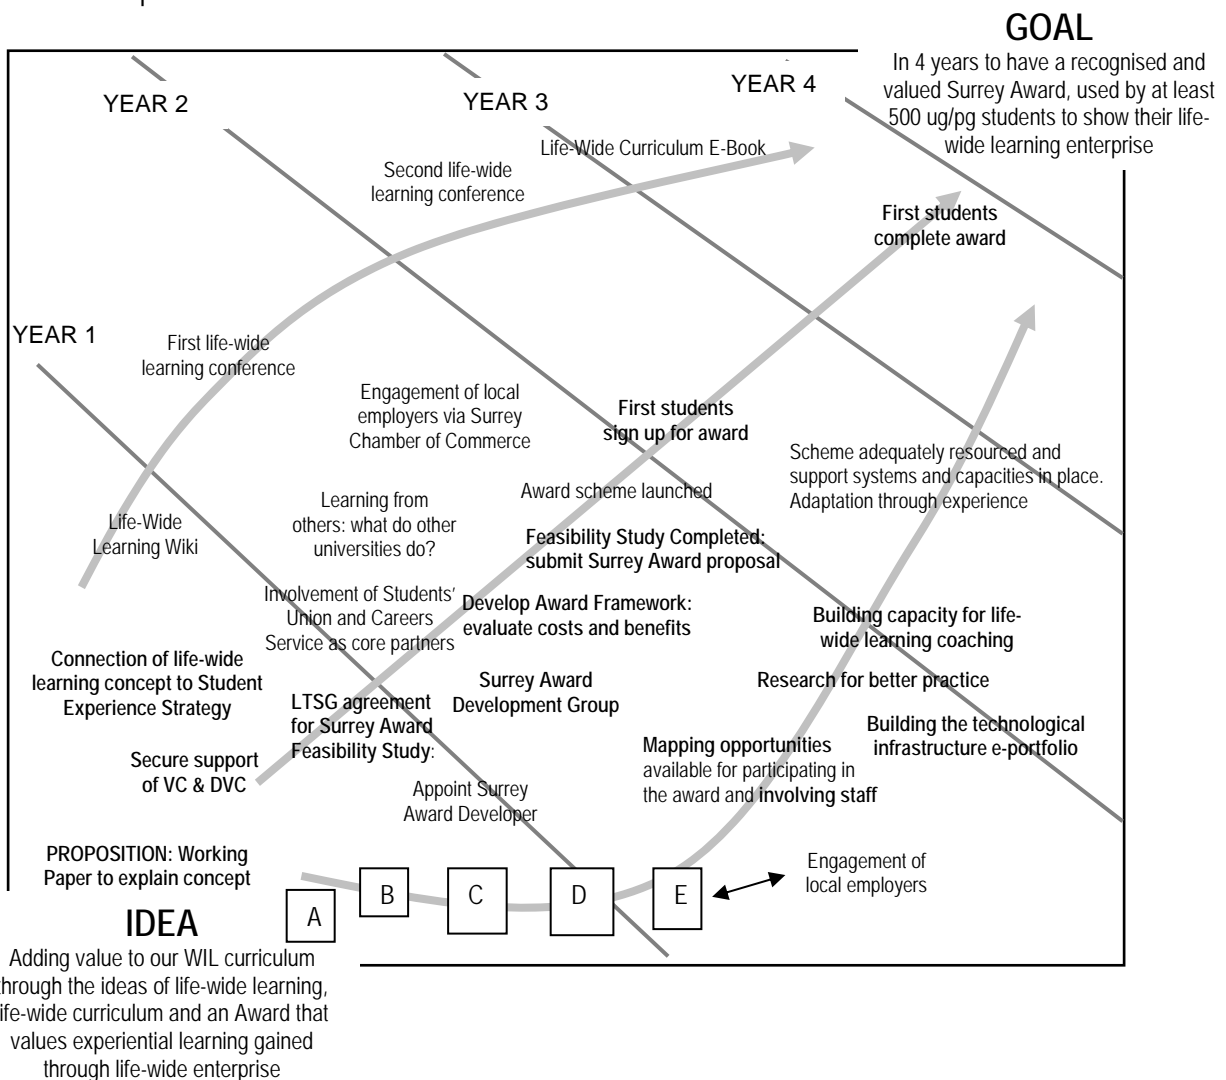 GOAL
In 4 years to have a recognised and
valued Surrey Award, used by at least
500 ug/pg students to show their life-
wide learning enterprise
YEAR 4
YEAR 3
YEAR 2
Life-Wide Curriculum E-Book
Second life-wide
learning conference
First students
complete award
YEAR 1
First life-wide
learning conference
Engagement of local
employers via Surrey
Chamber of Commerce
First students
sign up for award
Scheme adequately resourced and
support systems and capacities in place.
Adaptation through experience
Award scheme launched
Learning from
others: what do other
universities do?
Life-Wide
Learning Wiki
Feasibility Study Completed:
submit Surrey Award proposal
Involvement of Students'
Union and Careers
Service as core partners
Develop Award Framework:
evaluate costs and benefits
Building capacity for life-
wide learning coaching
Connection of life-wide
learning concept to Student
Experience Strategy
Surrey Award
Development Group
Research for better practice
LTSG agreement
for Surrey Award
Feasibility Study:
Building the technological
infrastructure e-portfolio
Mapping opportunities
available for participating in
the award and involving staff
Secure support
of VC & DVC
Appoint Surrey
Award Developer
PROPOSITION: Working
Paper to explain concept
Engagement of
local employers
A
B
C
D
E
IDEA
Adding value to our WIL curriculum
through the ideas of life-wide learning,
life-wide curriculum and an Award that
values experiential learning gained
through life-wide enterprise